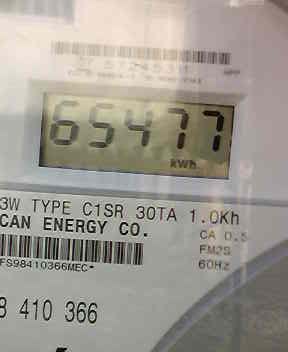 65477
kWh
3W TYPE C1SR 30TA 1.0Kh
CAN ENERGY CO.
CA 0.5
FM2S
60Hz
FS98410366MEC*
8 410 366